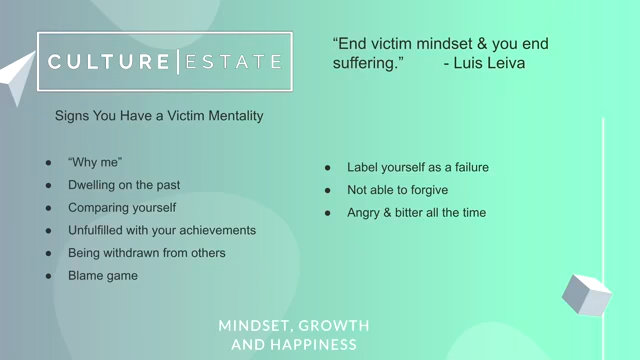 CULTURE|ESTATE
“End victim mindset & you end
suffering.” - Luis Leiva
Signs You Have a Victim Mentality
● “Why me”
● Dwelling on the past
● Comparing yourself
● Unfulfilled with your achievements
● Being withdrawn from others
● Blame game
● Label yourself as a failure
● Not able to forgive
● Angry & bitter all the time
MINDSET, GROWTH
AND HAPPINESS